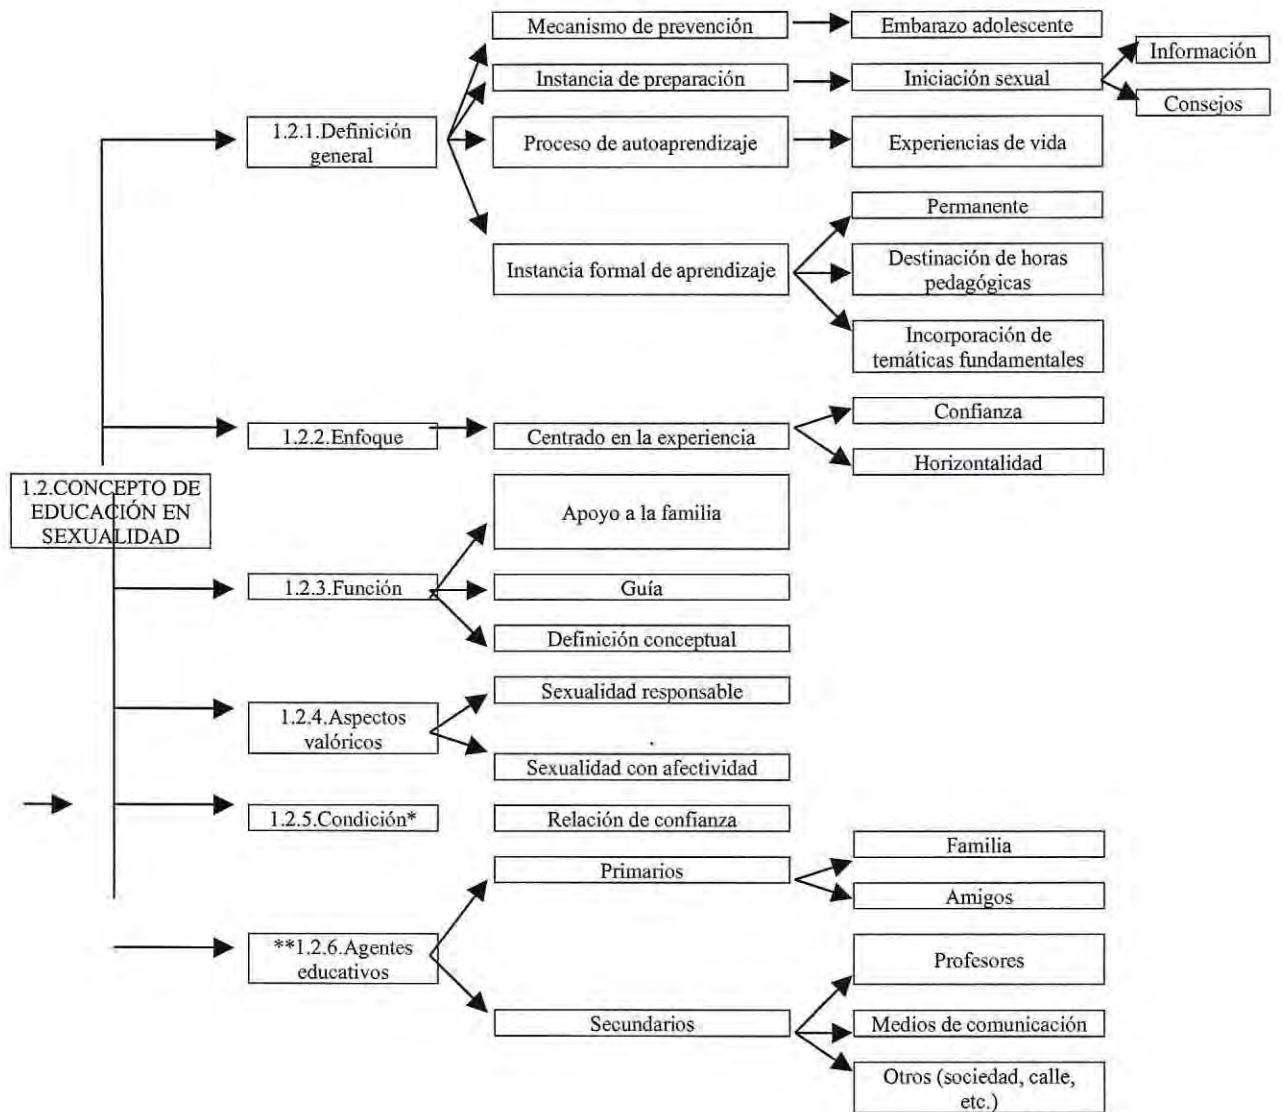 Mecanismo de prevención
Embarazo adolescente
Información
Instancia de preparación
Iniciación sexual
Consejos
1.2.1.Definición
general
Proceso de autoaprendizaje
Experiencias de vida
Permanente
Instancia formal de aprendizaje
Destinación de horas
pedagógicas
Incorporación de
temáticas fundamentales
1.2.2.Enfoque
Centrado en la experiencia
Confianza
Horizontalidad
1.2.CONCEPTO DE
EDUCACIÓN EN
SEXUALIDAD
Apoyo a la familia
1.2.3.Función
Guía
Definición conceptual
1.2.4.Aspectos
valóricos
Sexualidad responsable
Sexualidad con afectividad
1.2.5.Condición*
Relación de confianza
Primarios
Familia
Amigos
**1.2.6.Agentes
educativos
Profesores
Secundarios
Medios de comunicación
Otros (sociedad, calle,
etc.)